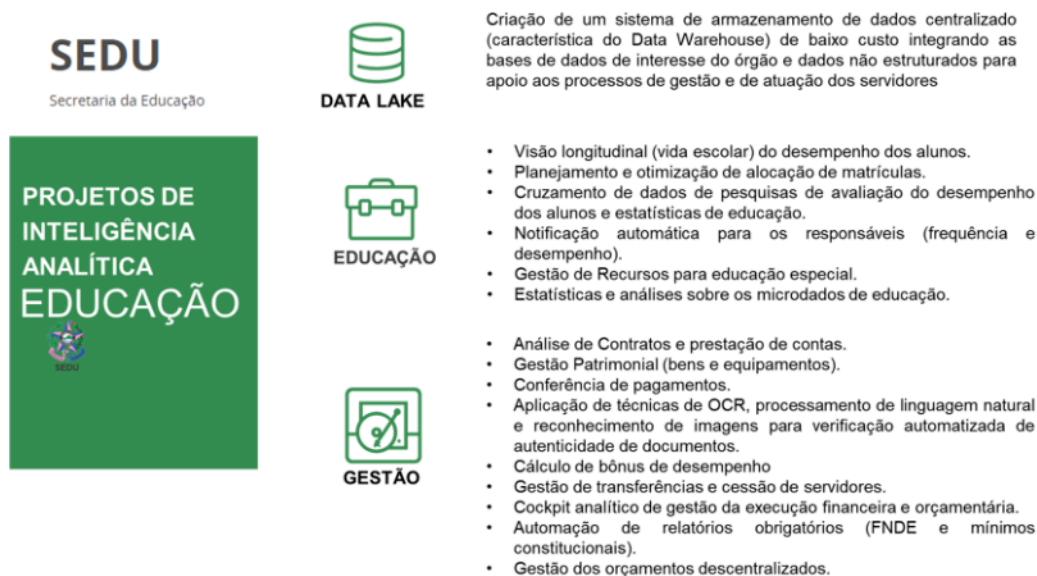 SEDU
Secretaria da Educação
PROJETOS DE
INTELIGÊNCIA
ANALÍTICA
EDUCAÇÃO
SEDU
DATA LAKE
Criação de um sistema de armazenamento de dados centralizado
(característica do Data Warehouse) de baixo custo integrando as
bases de dados de interesse do órgão e dados não estruturados para
apoio aos processos de gestão e de atuação dos servidores
EDUCAÇÃO
• Visão longitudinal (vida escolar) do desempenho dos alunos.
• Planejamento e otimização de alocação de matrículas.
• Cruzamento de dados de pesquisas de avaliação do desempenho
dos alunos e estatísticas de educação.
• Notificação automática para os responsáveis (frequência e
desempenho).
• Gestão de Recursos para educação especial.
• Estatísticas e análises sobre os microdados de educação.
GESTÃO
• Análise de Contratos e prestação de contas.
• Gestão Patrimonial (bens e equipamentos).
• Conferência de pagamentos.
• Aplicação de técnicas de OCR, processamento de linguagem natural
e reconhecimento de imagens para verificação automatizada de
autenticidade de documentos.
• Cálculo de bônus de desempenho
• Gestão de transferências e cessão de servidores.
• Cockpit analítico de gestão da execução financeira e orçamentária.
• Automação de relatórios obrigatórios (FNDE e mínimos
constitucionais).
• Gestão dos orçamentos descentralizados.